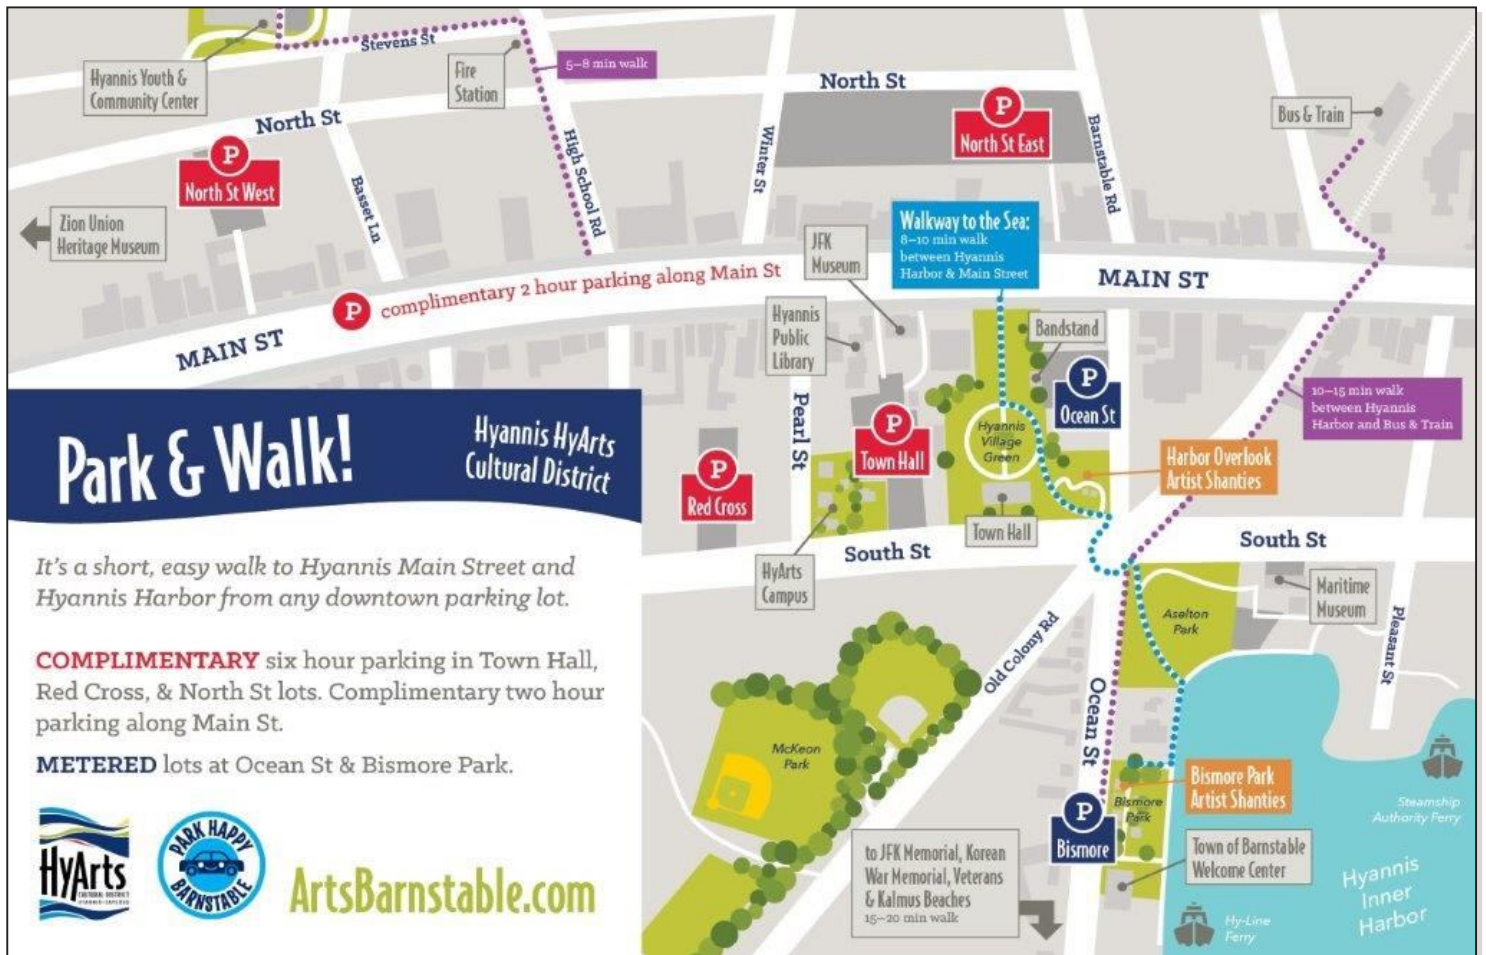 Stevens St
Hyannis Youth &
Community Center
Fire
Station
5–8 min walk
North St
North St
P
North St West
P
North St East
Bus & Train
Zion Union
Heritage Museum
Basset Ln
High School Rd
Winter St
Barnstable Rd
JFK
Museum
Walkway to the Sea:
8–10 min walk
between Hyannis
Harbor & Main Street
P complimentary 2 hour parking along Main St
MAIN ST
MAIN ST
Hyannis
Public
Library
Bandstand
P
Ocean St
10–15 min walk
between Hyannis
Harbor and Bus & Train
Park & Walk!
Hyannis HyArts
Cultural District
Pearl St
P
Town Hall
Hyannis
Village
Green
Harbor Overlook
Artist Shanties
P
Red Cross
Town Hall
South St
South St
HyArts
Campus
Maritime
Museum
Aselton
Park
Pleasant St
Old Colony Rd
Ocean St
It's a short, easy walk to Hyannis Main Street and
Hyannis Harbor from any downtown parking lot.
COMPLIMENTARY six hour parking in Town Hall,
Red Cross, & North St lots. Complimentary two hour
parking along Main St.
METERED lots at Ocean St & Bismore Park.
McKeon
Park
Bismore Park
Artist Shanties
Bismore
Park
P
Bismore
Steamship
Authority Ferry
Town of Barnstable
Welcome Center
to JFK Memorial, Korean
War Memorial, Veterans
& Kalmus Beaches
15–20 min walk
Hyannis
Inner
Harbor
Hy-Line
Ferry
HyArts
CULTURAL DISTRICT
PARK HAPPY
BARNSTABLE
ArtsBarnstable.com